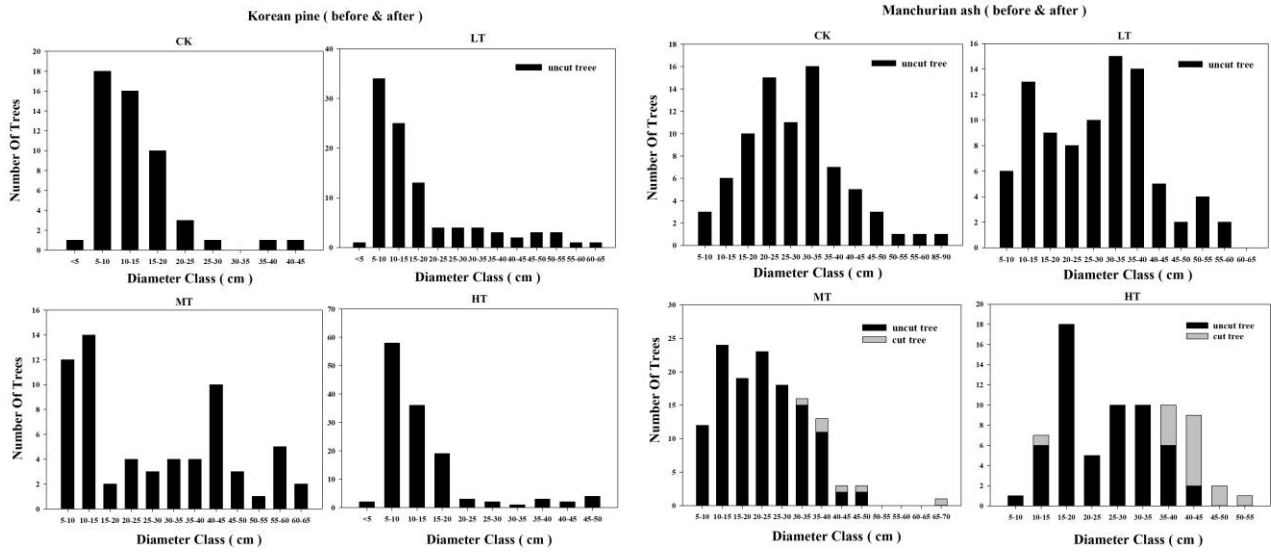 Korean pine ( before & after )
CK
20
18
16
14
12
10
8
6
4
2
0
Number Of Trees
<5 5-10 10-15 15-20 20-25 25-30 30-35 35-40 40-45
Diameter Class ( cm )
LT
uncut treee
40
30
20
10
0
<5 5-10 10-15 15-20 20-25 25-30 30-35 35-40 40-45 45-50 50-55 55-60 60-65
Diameter Class ( cm )
MT
16
14
12
10
8
6
4
2
0
Number Of Trees
5-10 10-15 15-20 20-25 25-30 30-35 35-40 40-45 45-50 50-55 55-60 60-65
Diameter Class ( cm )
HT
70
60
50
40
30
20
10
0
<5 5-10 10-15 15-20 20-25 25-30 30-35 35-40 40-45 45-50
Diameter Class ( cm )
Manchurian ash ( before & after )
CK
uncut tree
18
16
14
12
10
8
6
4
2
0
Number Of Trees
5-10 10-15 15-20 20-25 25-30 30-35 35-40 40-45 45-50 50-55 55-60 85-90
Diameter Class ( cm )
LT
uncut tree
16
14
12
10
8
6
4
2
0
5-10 10-15 15-20 20-25 25-30 30-35 35-40 40-45 45-50 50-55 55-60 60-65
Diameter Class ( cm )
MT
uncut tree
cut tree
30
25
20
15
10
5
0
Number Of Trees
5-10 10-15 15-20 20-25 25-30 30-35 35-40 40-45 45-50 50-55 55-60 60-65 65-70
Diameter Class ( cm )
HT
uncut tree
cut tree
20
18
16
14
12
10
8
6
4
2
0
5-10 10-15 15-20 20-25 25-30 30-35 35-40 40-45 45-50 50-55
Diameter Class ( cm )